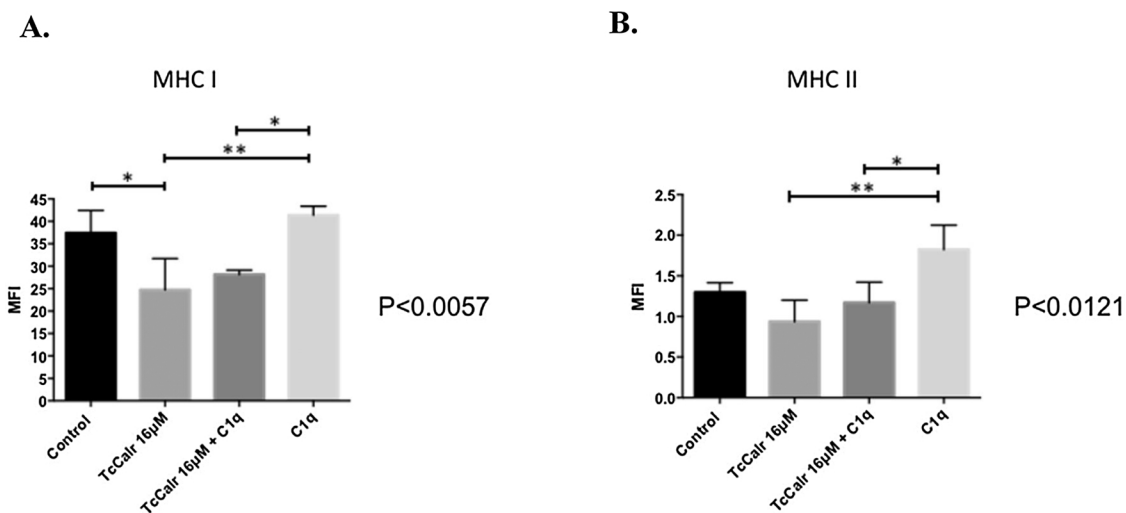 A.
MHC I
*
**
*
45
40
35
30
25
20
15
10
5
0
MFI
Control
TcCalr 16µM
TcCalr 16µM + C1q
C1q
P<0.0057
B.
MHC II
*
**
2.5
2.0
1.5
1.0
0.5
0.0
MFI
Control
TcCalr 16µM
TcCalr 16µM + C1q
C1q
P<0.0121